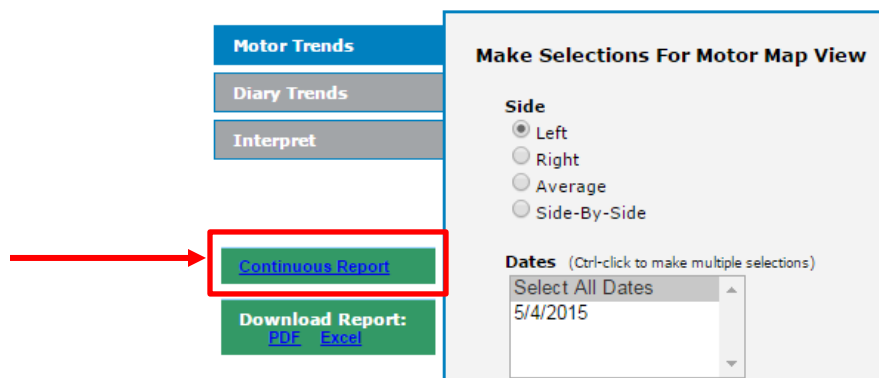 Motor Trends
Diary Trends
Interpret
Continuous Report
Download Report:
PDF Excel
Make Selections For Motor Map View
Side
Left
Right
Average
Side-By-Side
Dates (Ctrl-click to make multiple selections)
Select All Dates
5/4/2015